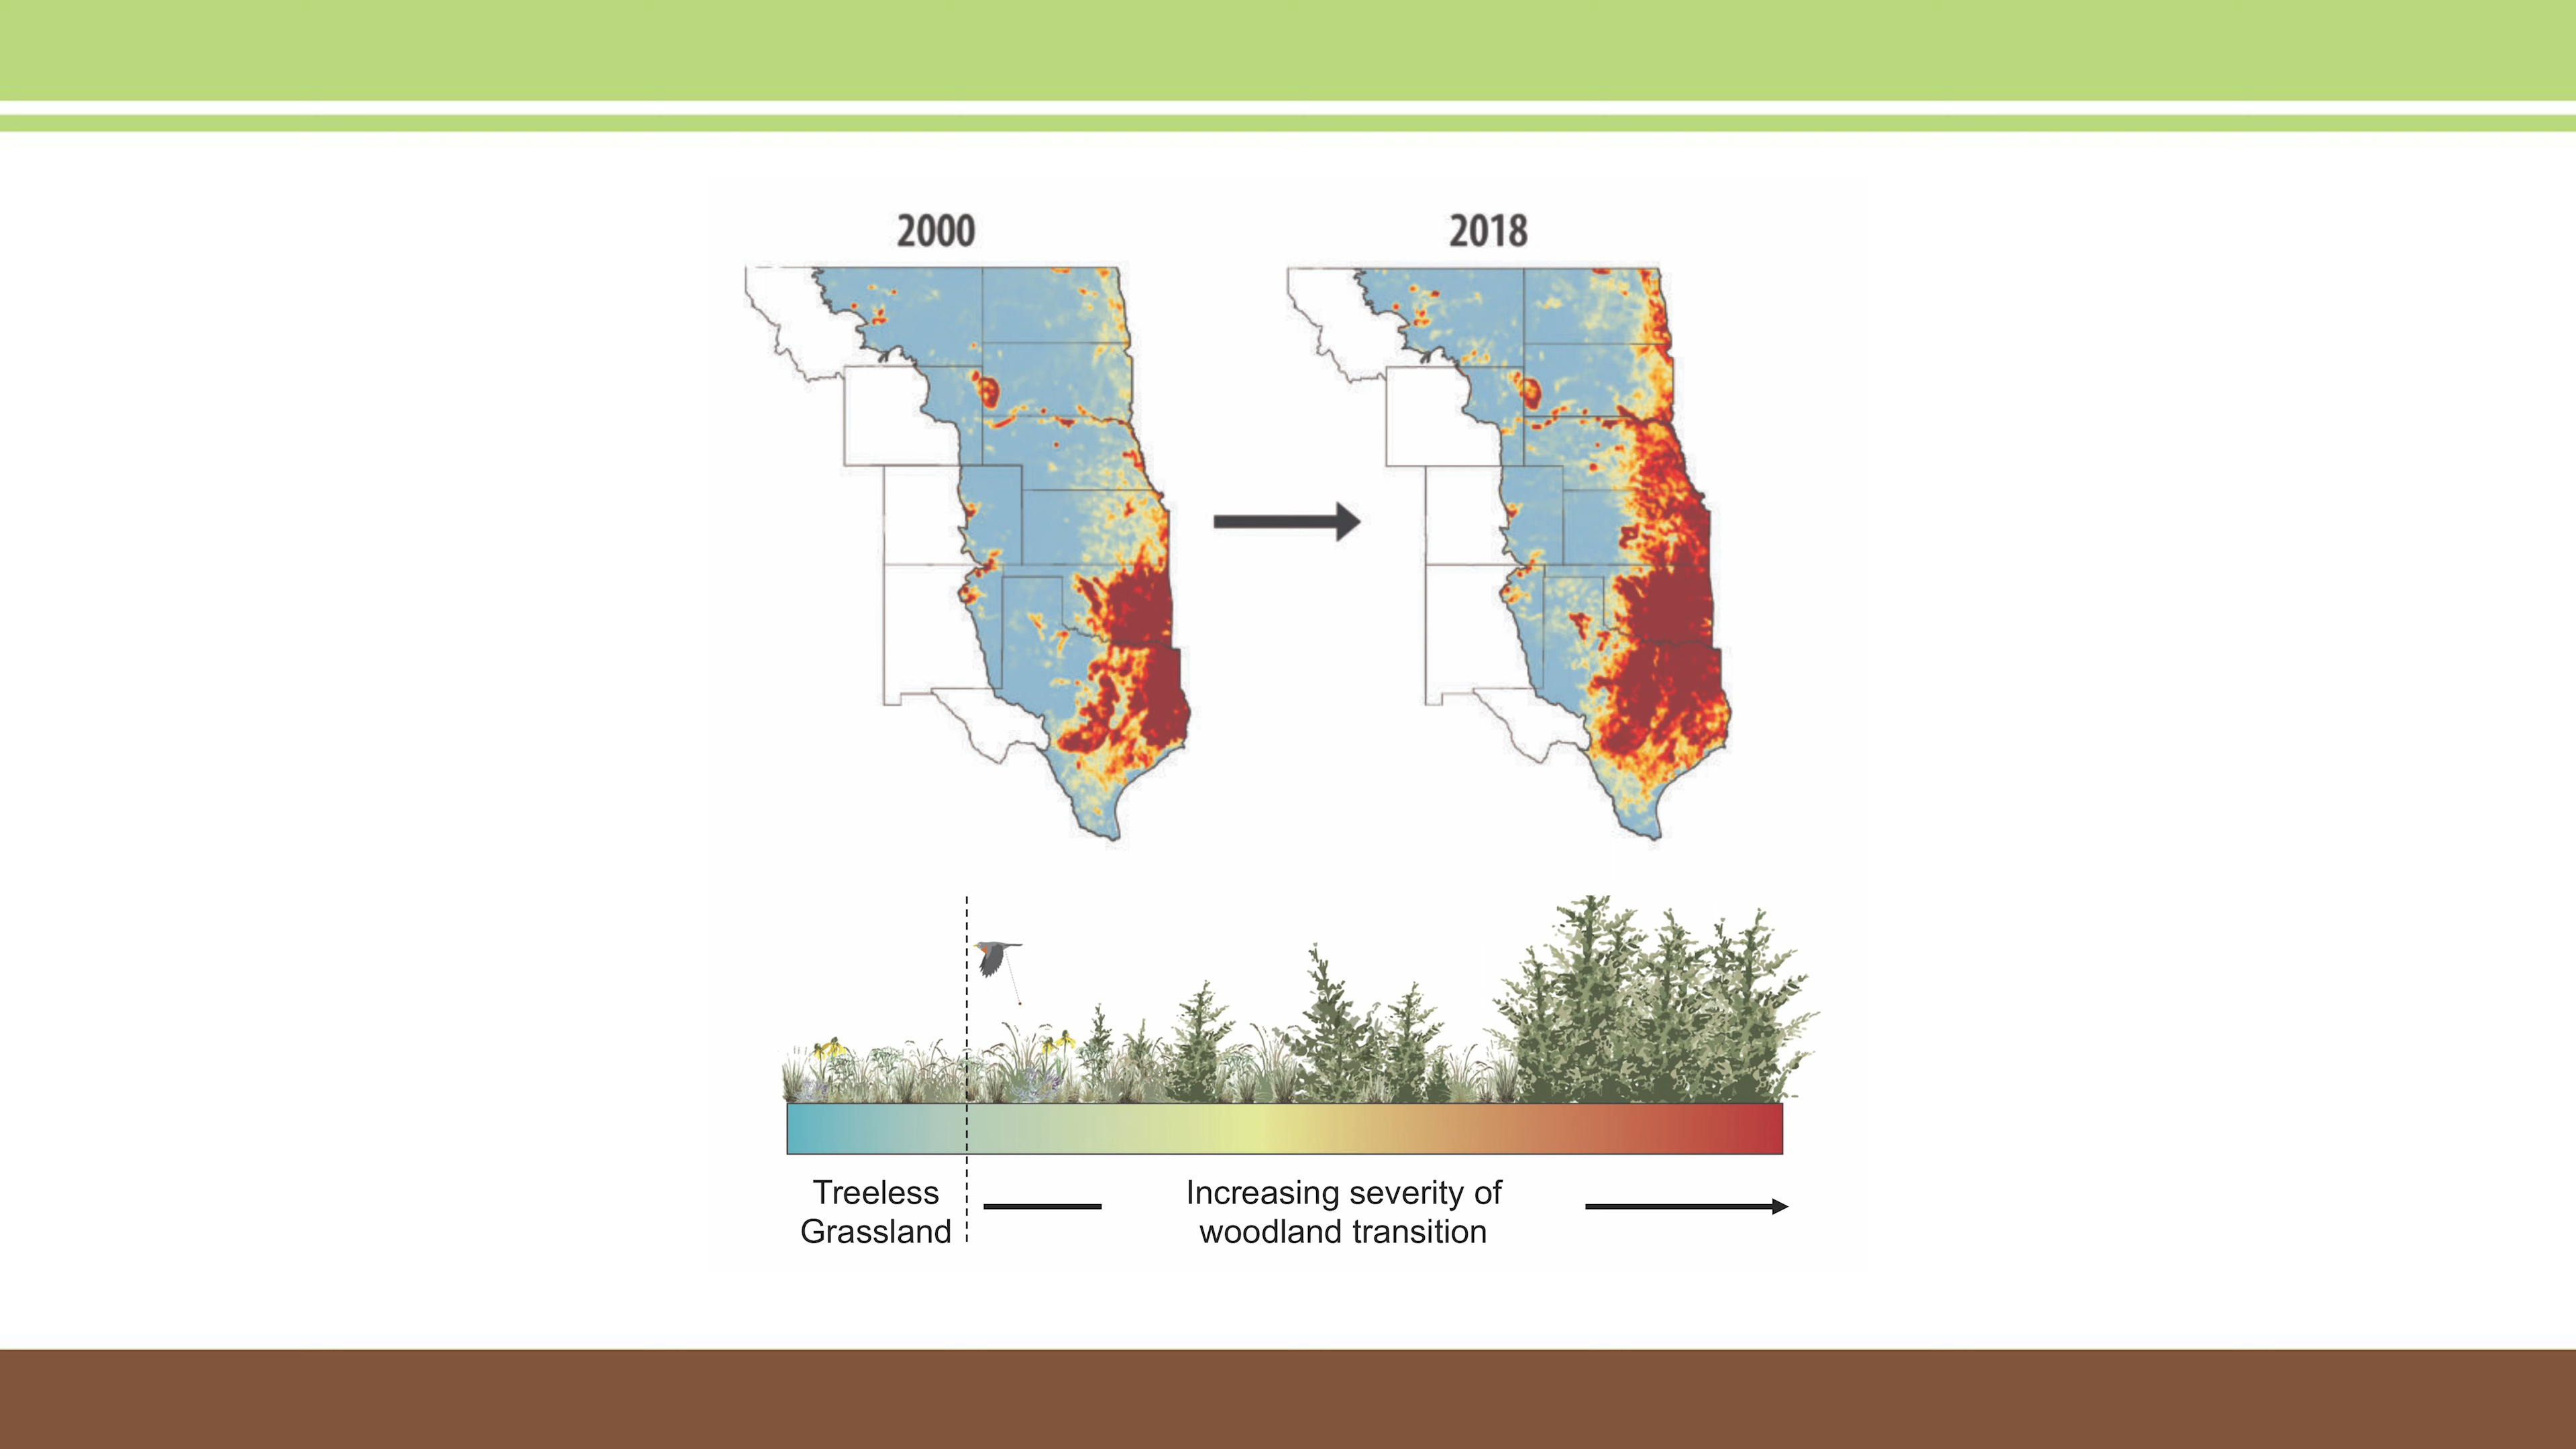 2000
2018
Treeless
Grassland
Increasing severity of
woodland transition